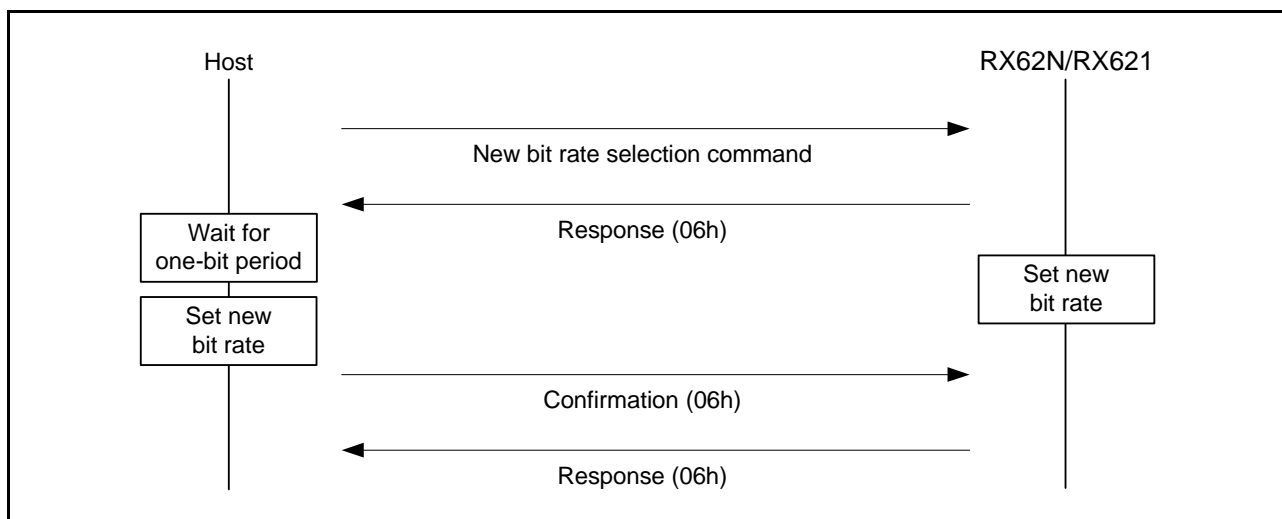 Host
RX62N/RX621
New bit rate selection command
Response (06h)
Wait for
one-bit period
Set new
bit rate
Set new
bit rate
Confirmation (06h)
Response (06h)